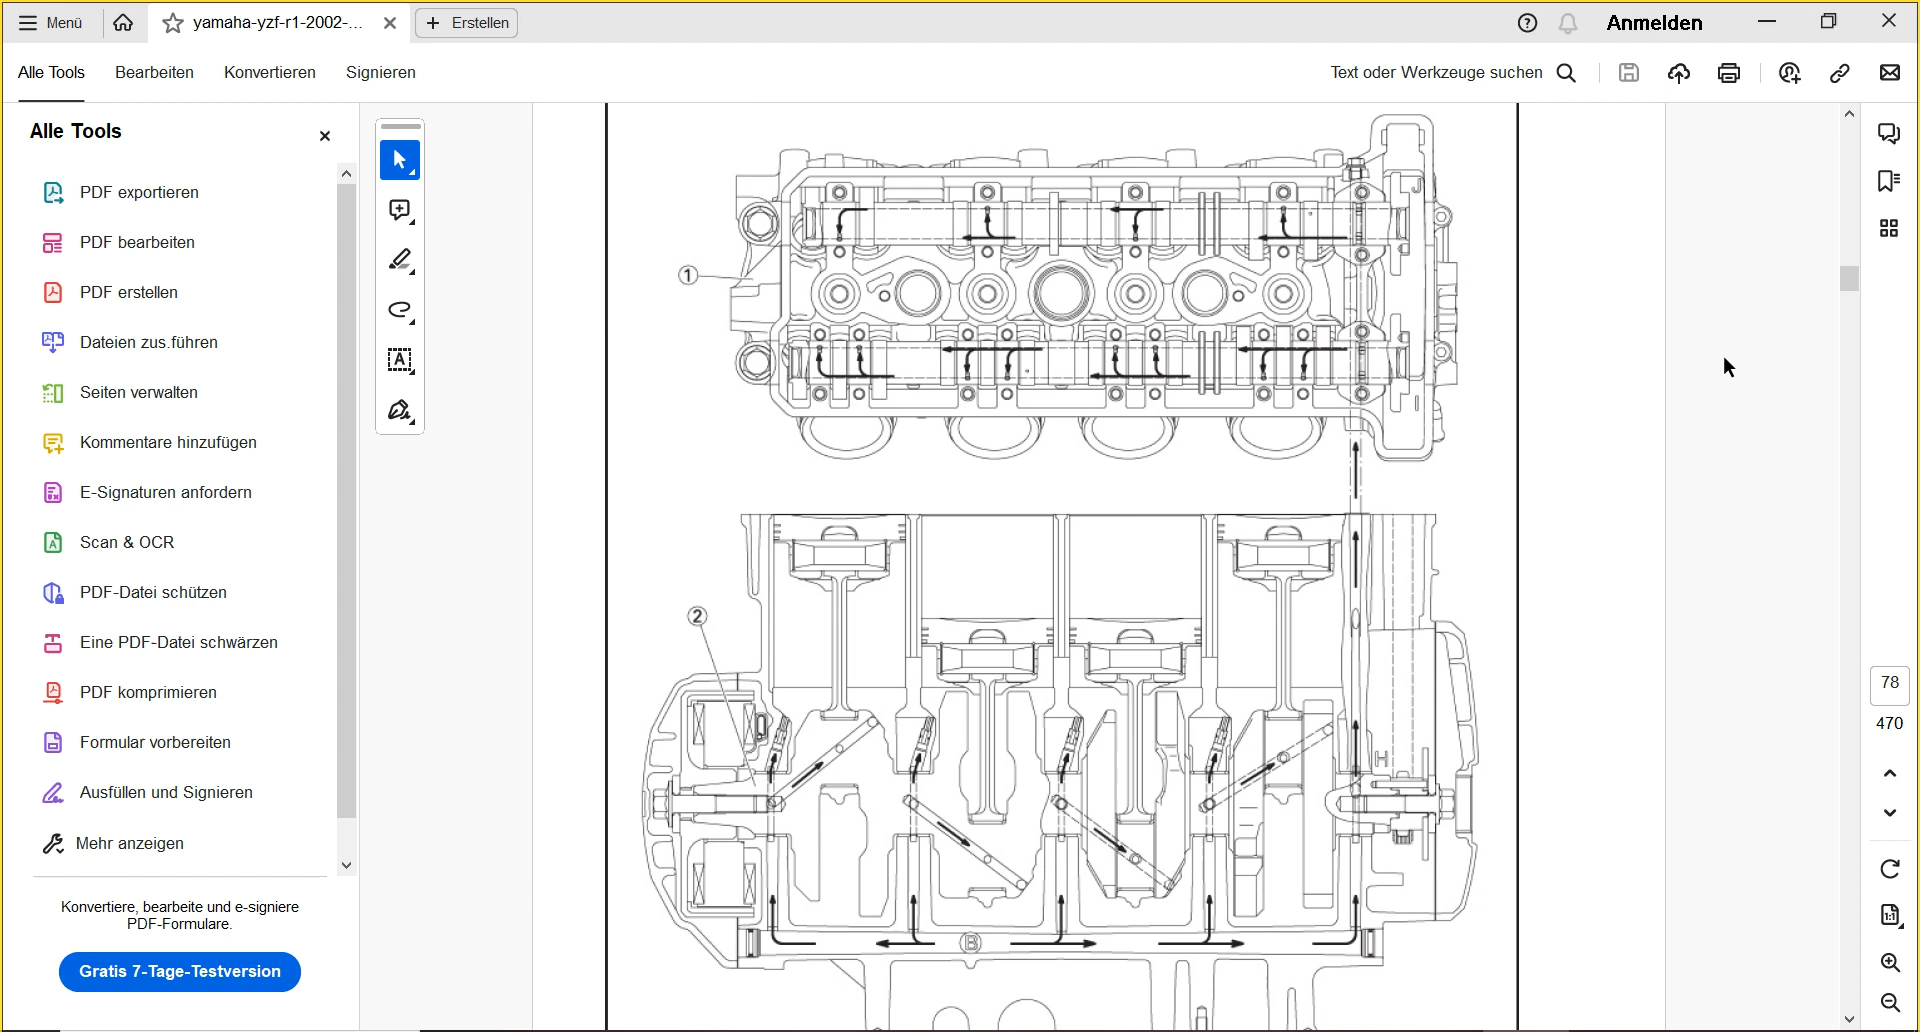 Menü
yamaha-yzf-r1-2002-...
Erstellen
Anmelden
Alle Tools
Bearbeiten
Konvertieren
Signieren
Text oder Werkzeuge suchen
Alle Tools
PDF exportieren
PDF bearbeiten
PDF erstellen
Dateien zus.führen
Seiten verwalten
Kommentare hinzufügen
E-Signaturen anfordern
Scan & OCR
PDF-Datei schützen
Eine PDF-Datei schwärzen
PDF komprimieren
Formular vorbereiten
Ausfüllen und Signieren
Mehr anzeigen
Konvertiere, bearbeite und e-signiere
PDF-Formulare.
Gratis 7-Tage-Testversion
1
2
B
78
470
1:1